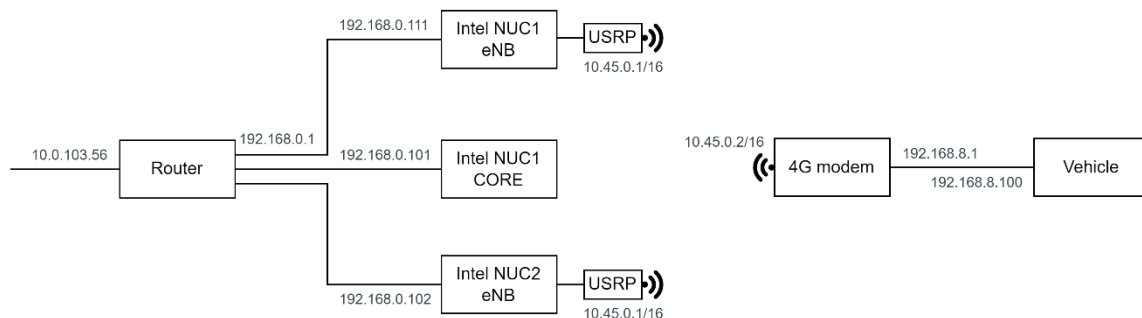 192.168.0.111
Intel NUC1
eNB
USRP
10.45.0.1/16
10.0.103.56
Router
192.168.0.1
192.168.0.101
Intel NUC1
CORE
10.45.0.2/16
4G modem
192.168.8.1
192.168.8.100
Vehicle
192.168.0.102
Intel NUC2
eNB
USRP
10.45.0.1/16